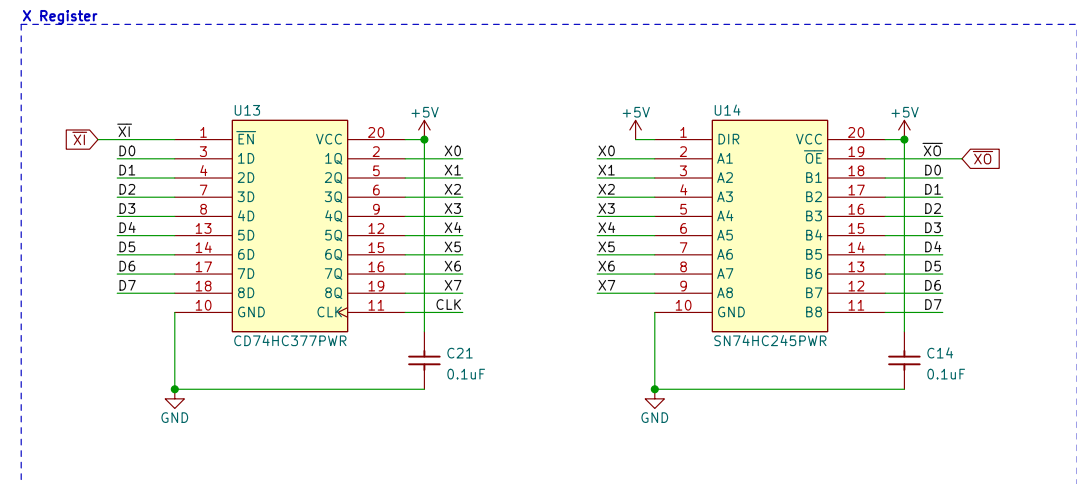 X Register
U13
+5V
XI
XI
1
EN
VCC
20
D0
3
1D
1Q
2
X0
D1
4
2D
2Q
5
X1
D2
7
3D
3Q
6
X2
D3
8
4D
4Q
9
X3
D4
13
5D
5Q
12
X4
D5
14
6D
6Q
15
X5
D6
17
7D
7Q
16
X6
D7
18
8D
8Q
19
X7
10
GND
CLK
11
CLK
CD74HC377PWR
C21
0.1uF
GND
+5V
U14
+5V
1
DIR
VCC
20
X0
2
A1
OE
19
XO
XO
X1
3
A2
B1
18
D0
X2
4
A3
B2
17
D1
X3
5
A4
B3
16
D2
X4
6
A5
B4
15
D3
X5
7
A6
B5
14
D4
X6
8
A7
B6
13
D5
X7
9
A8
B7
12
D6
10
GND
B8
11
D7
SN74HC245PWR
C14
0.1uF
GND